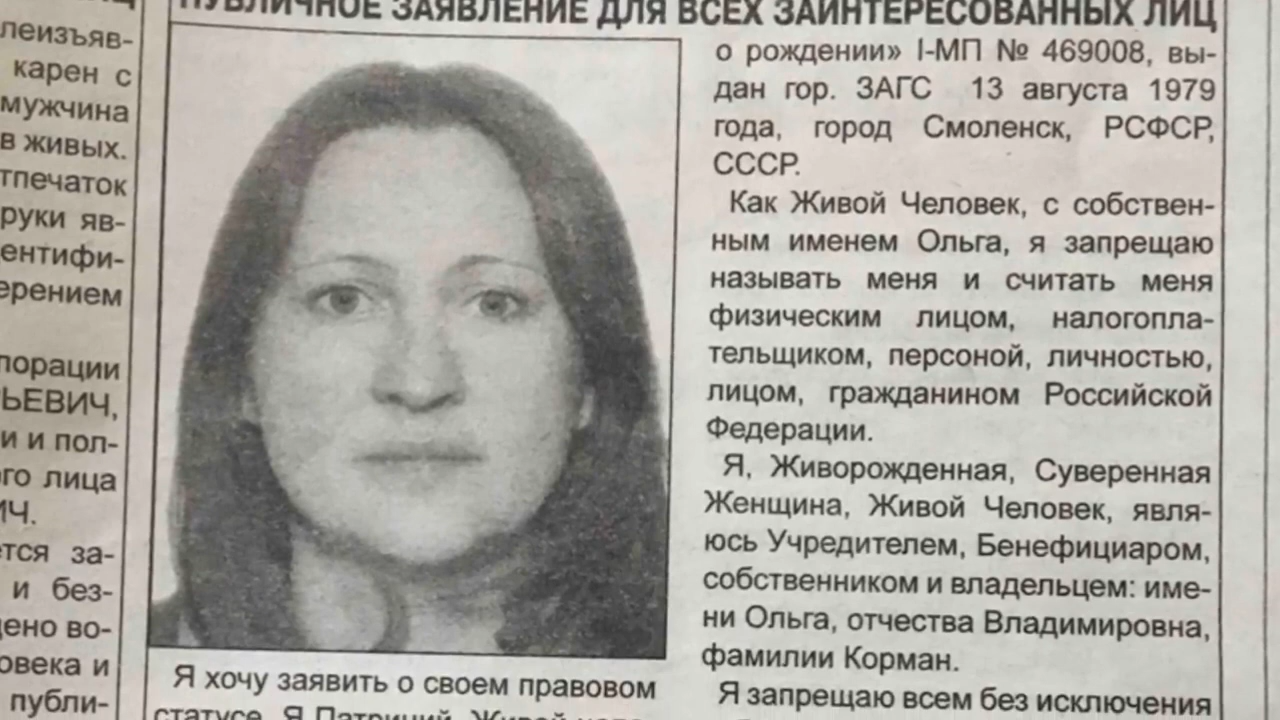 ПУБЛИЧНОЕ ЗАЯВЛЕНИЕ ДЛЯ ВСЕХ ЗАИНТЕРЕСОВАННЫХ ЛИЦ
леизъяв-
карен с
мужчина
в живых.
тпечаток
руки яв-
ентифи-
ерением
порации
ЬЕВИЧ,
и и пол-
ого лица
ИЧ.
ется за-
и без-
дено во-
овека и
публи-
Я хочу заявить о своем правовом
статусе. Я Патриций, Живой
о рождении» I-МП № 469008, вы-
дан гор. ЗАГС 13 августа 1979
года, город Смоленск, РСФСР,
СССР.
Как Живой Человек, с собствен-
ным именем Ольга, я запрещаю
называть меня и считать меня
физическим лицом, налогопла-
тельщиком, персоной, личностью,
лицом, гражданином Российской
Федерации.
Я, Живорожденная, Суверенная
Женщина, Живой Человек, явля-
юсь Учредителем, Бенефициаром,
собственником и владельцем: име-
ни Ольга, отчества Владимировна,
фамилии Корман.
Я запрещаю всем без исключения